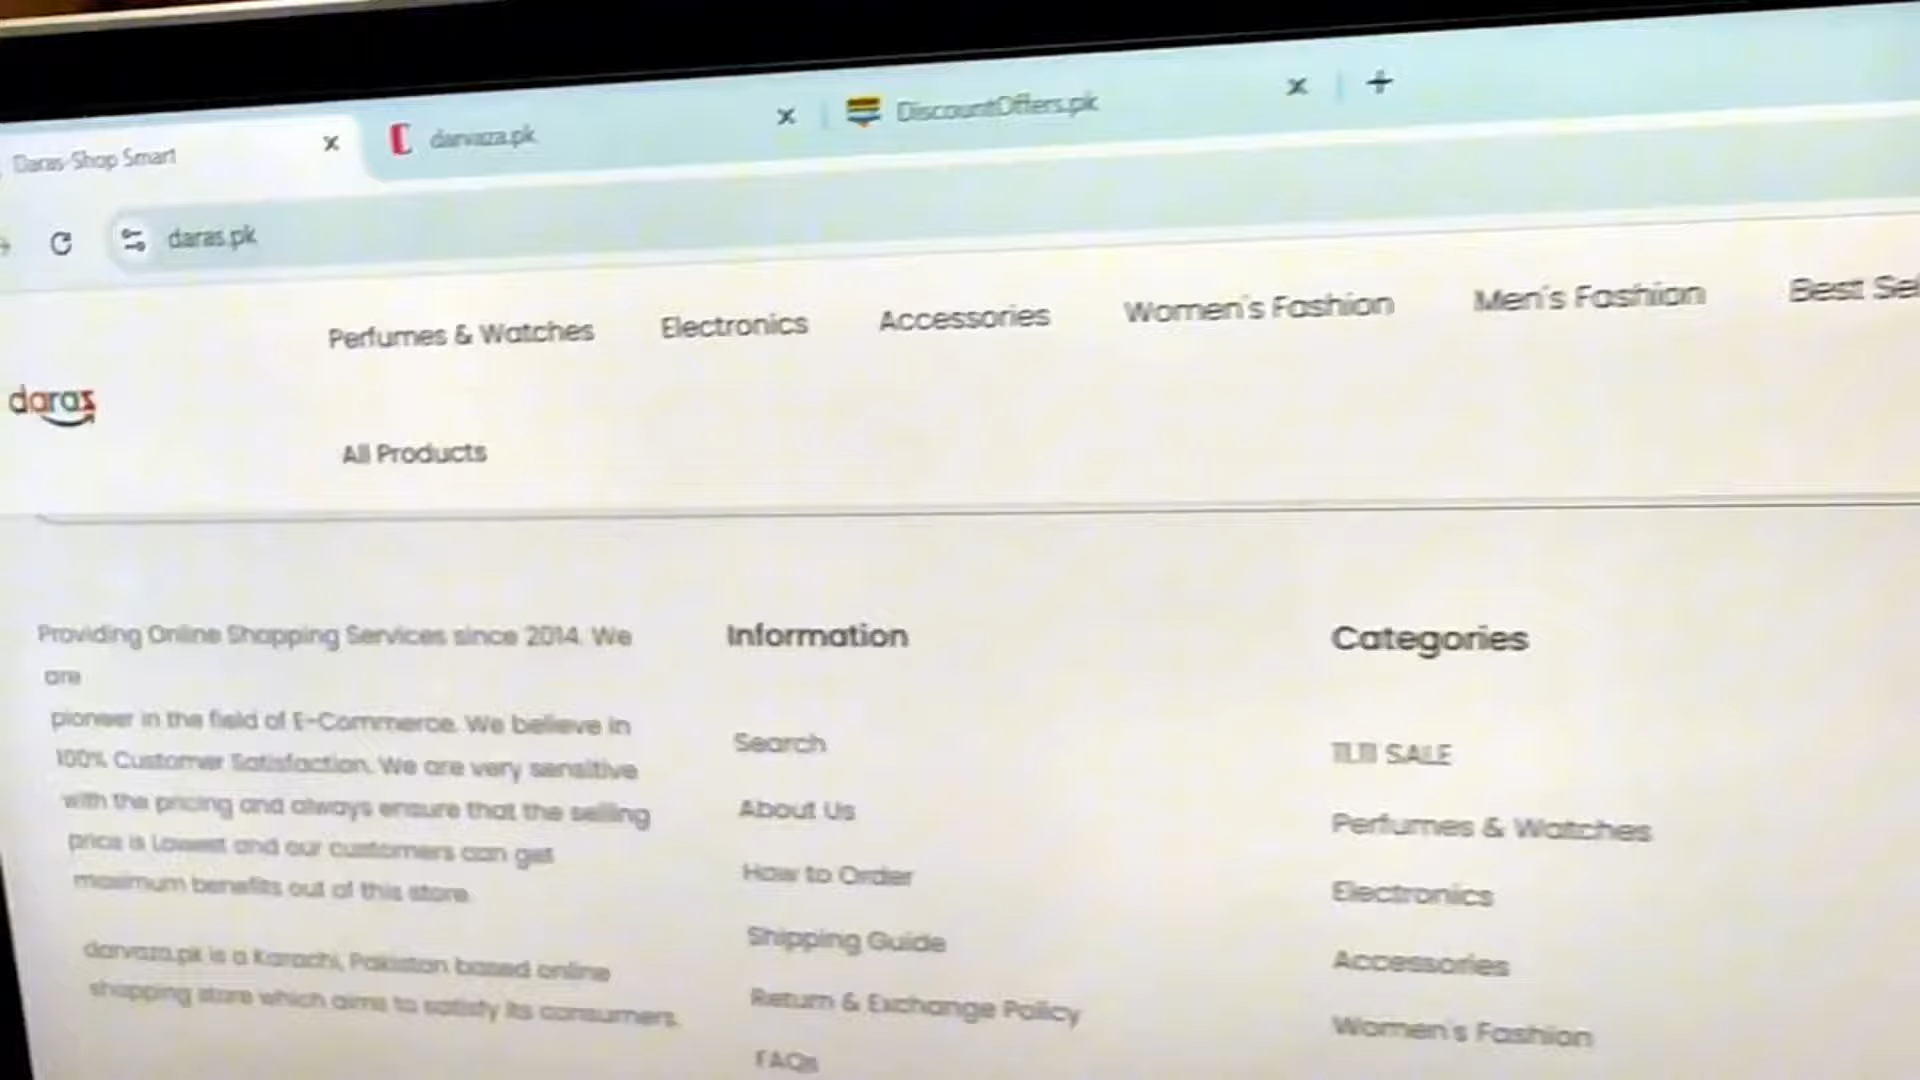 Daras-Shop Smart
darvaza.pk
DiscountOffers.pk
daras.pk
Perfumes & Watches
Electronics
Accessories
Women's Fashion
Men's Fashion
Best Sel
daras
All Products
Providing Online Shopping Services since 2014. We
are
pioneer in the field of E-Commerce. We believe in
100% Customer Satisfaction. We are very sensitive
with the pricing and always ensure that the selling
price is Lowest and our customers can get
maximum benefits out of this store.
darvaza.pk is a Karachi, Pakistan based online
shopping store which aims to satisfy its consumers.
Information
Search
About Us
How to Order
Shipping Guide
Return & Exchange Policy
FAQs
Categories
11.11 SALE
Perfumes & Watches
Electronics
Accessories
Women's Fashion